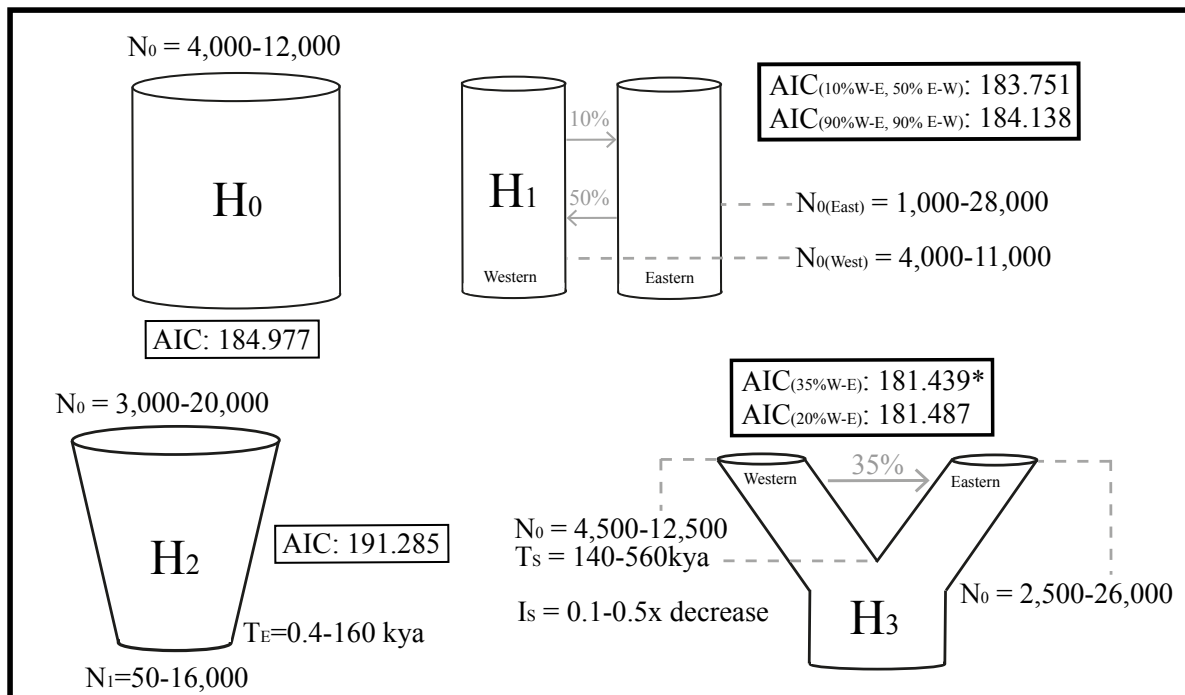 N0 = 4,000-12,000
H0
AIC: 184.977
10%
H1
50%
Western
Eastern
AIC(10%W-E, 50% E-W): 183.751
AIC(90%W-E, 90% E-W): 184.138
N0(East) = 1,000-28,000
N0(West) = 4,000-11,000
N0 = 3,000-20,000
H2
AIC: 191.285
TE=0.4-160 kya
N1=50-16,000
AIC(35%W-E): 181.439*
AIC(20%W-E): 181.487
Western
35%
Eastern
N0 = 4,500-12,500
TS = 140-560kya
IS = 0.1-0.5x decrease
H3
N0 = 2,500-26,000